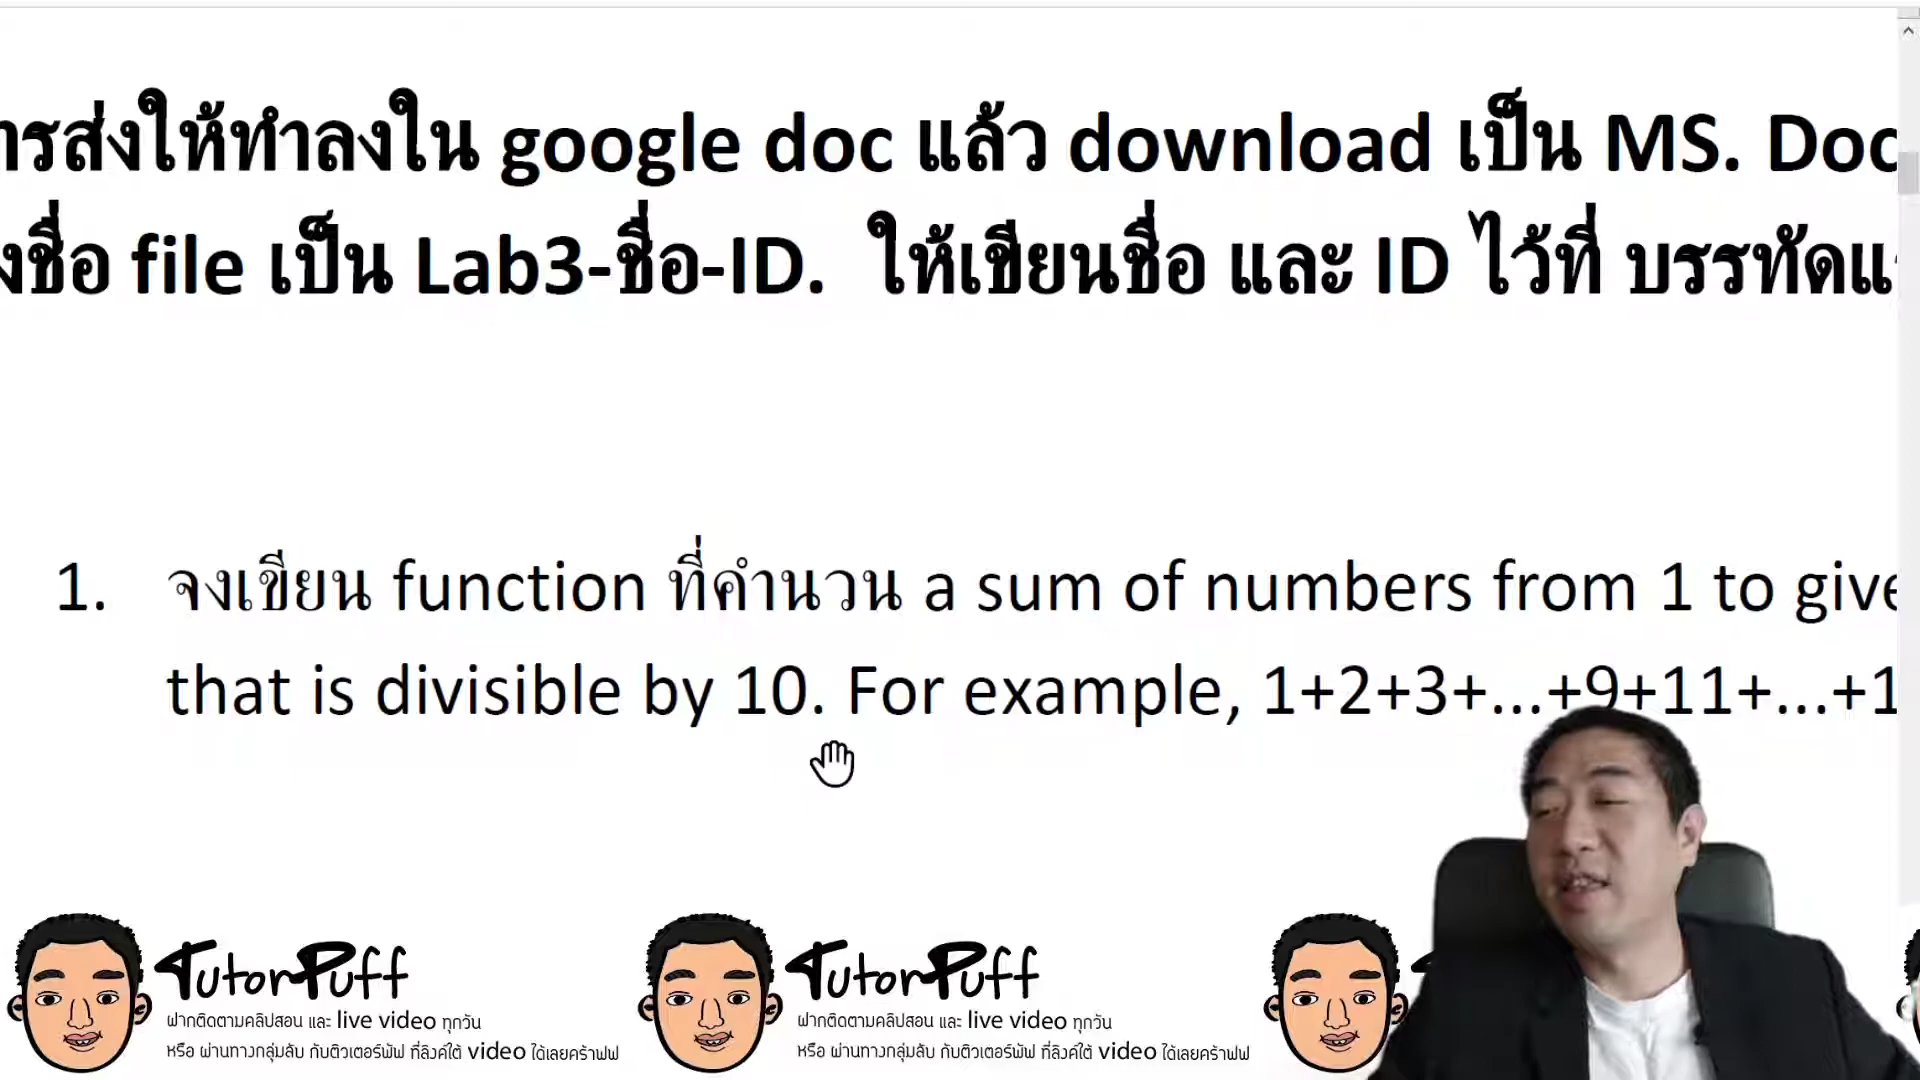 ส่งให้ทำลงใน google doc แล้ว download เป็น MS. Doc
ชื่อ file เป็น Lab3-ชื่อ-ID. ให้เขียนชื่อ และ ID ไว้ที่
1. จงเขียน function ที่คำนวน a sum of numbers from 1 to
that is divisible by 10. For example, 1+2+3+...+9+11+...+1
TutorPuff
ฝากติดตามคลิปสอน และ live video ทุกวัน
หรือ ผ่านทางกลุ่มลับ กับติวเตอร์พัฟ ที่ลิงค์ใต้ video ได้เลยคร้าฟฟ
TutorPuff
ฝากติดตามคลิปสอน และ live video ทุกวัน
หรือ ผ่านทางกลุ่มลับ กับติวเตอร์พัฟ ที่ลิงค์ใต้ video ได้เลยคร้าฟฟ